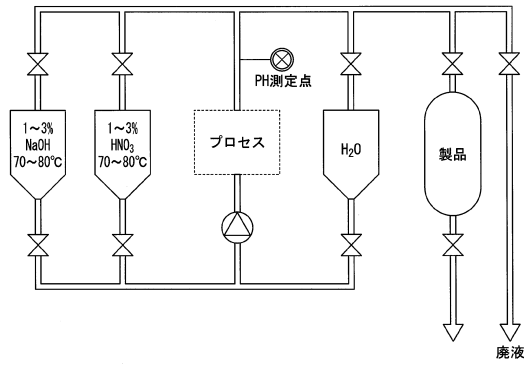 PH測定点
1～3%
NaOH
70～80℃
1～3%
HNO₃
70～80℃
プロセス
H₂O
製品
廃液